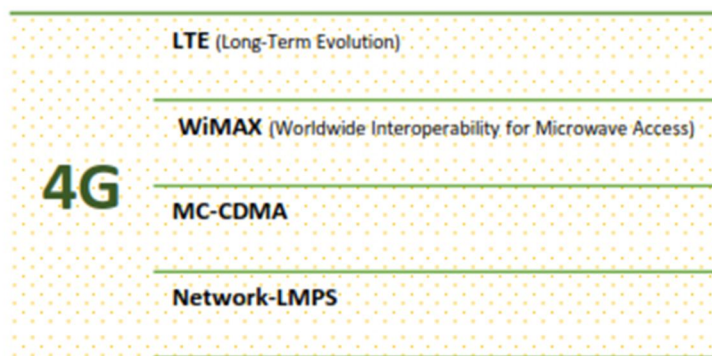 LTE (Long-Term Evolution)
WiMAX (Worldwide Interoperability for Microwave Access)
4G
MC-CDMA
Network-LMPS